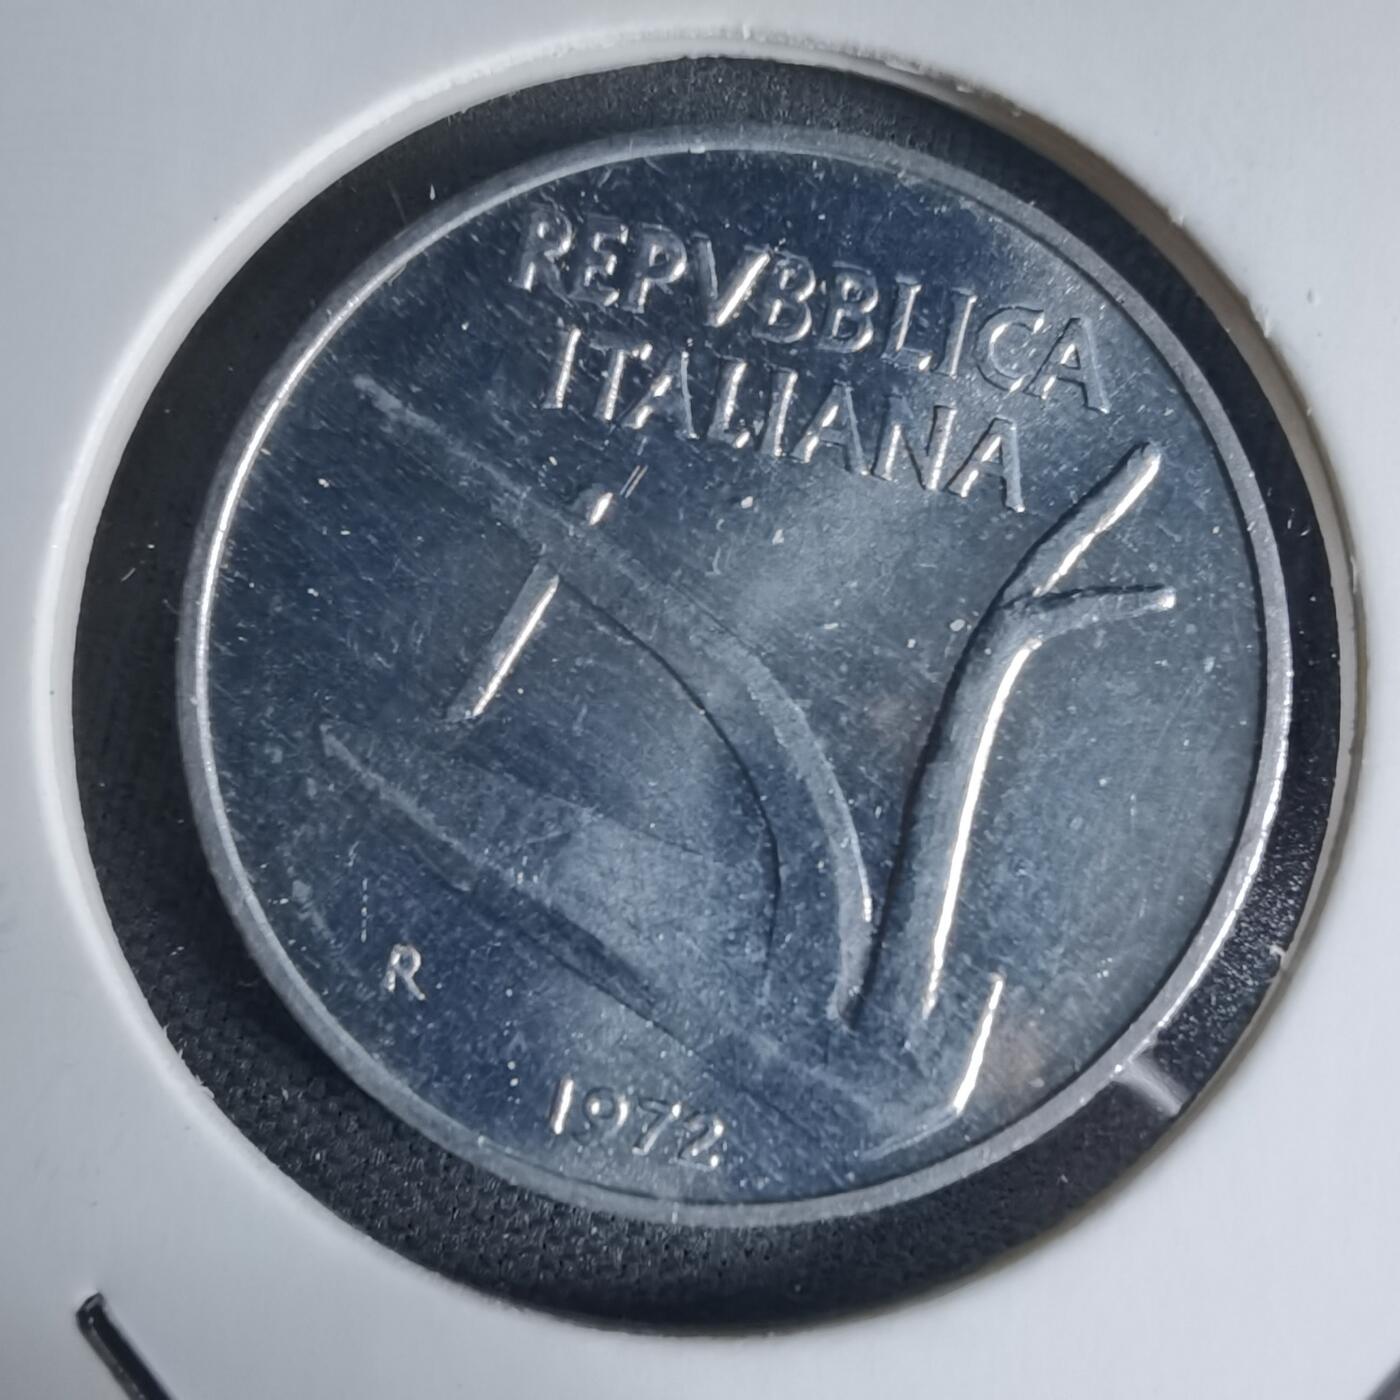 REPVBBLICA
ITALIANA
R
1972